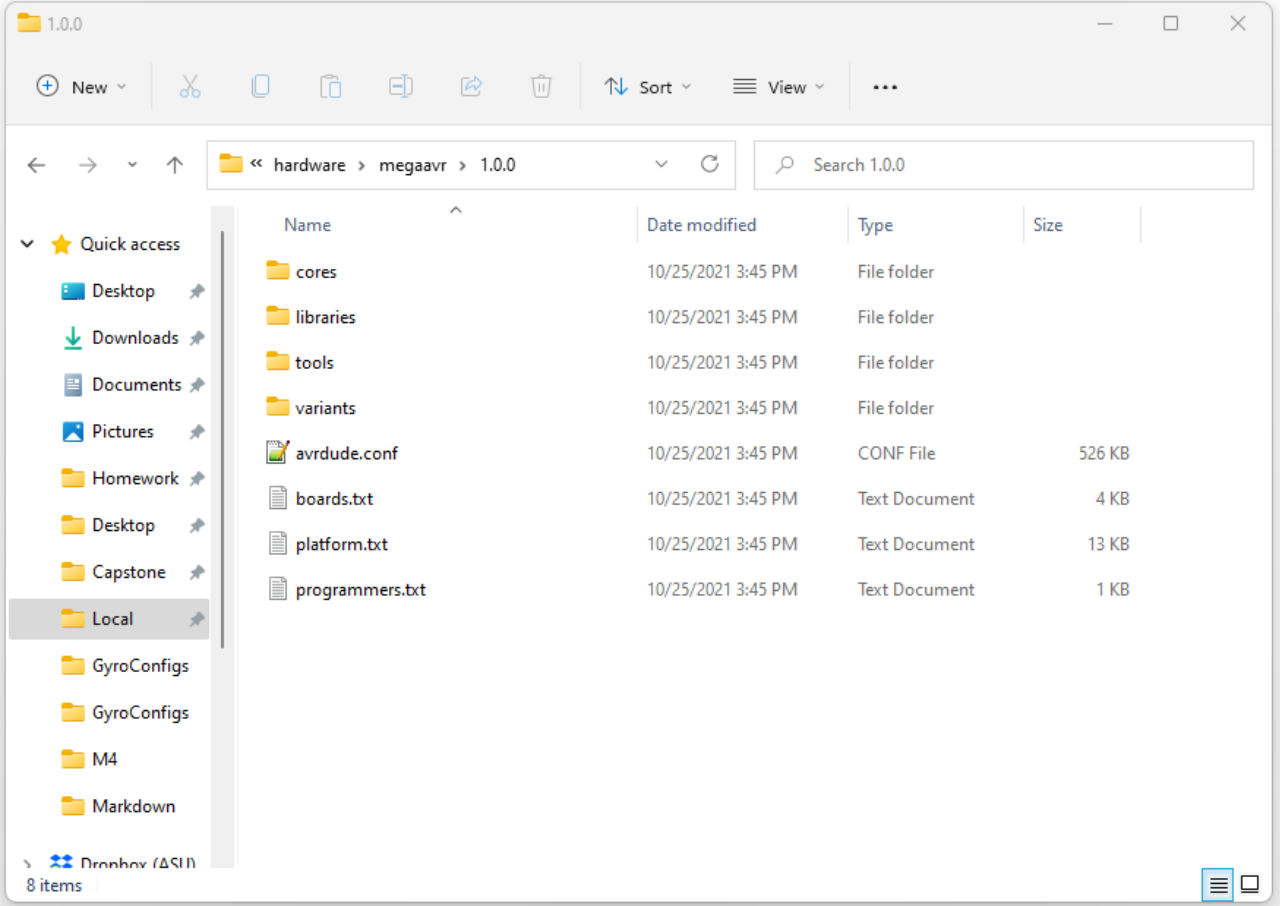 1.0.0
New Sort View
« hardware › megaavr › 1.0.0 Search 1.0.0
Name Date modified Type Size
Quick access
Desktop
Downloads
Documents
Pictures
Homework
Desktop
Capstone
Local
GyroConfigs
GyroConfigs
M4
Markdown
Dropbox (ASU)
cores 10/25/2021 3:45 PM File folder
libraries 10/25/2021 3:45 PM File folder
tools 10/25/2021 3:45 PM File folder
variants 10/25/2021 3:45 PM File folder
avrdude.conf 10/25/2021 3:45 PM CONF File 526 KB
boards.txt 10/25/2021 3:45 PM Text Document 4 KB
platform.txt 10/25/2021 3:45 PM Text Document 13 KB
programmers.txt 10/25/2021 3:45 PM Text Document 1 KB
8 items